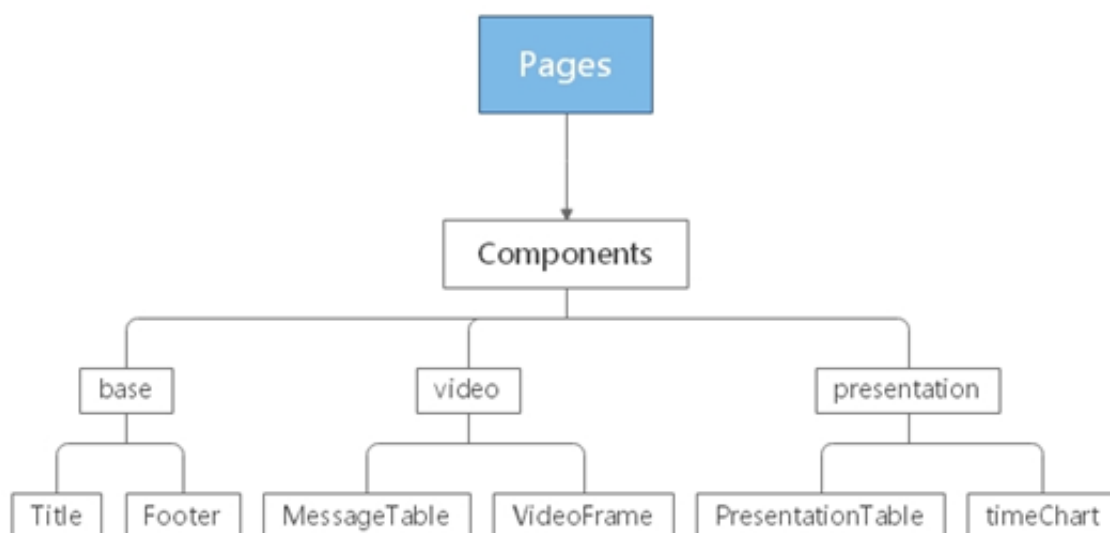 Pages
Components
base video presentation
Title Footer MessageTable VideoFrame PresentationTable timeChart